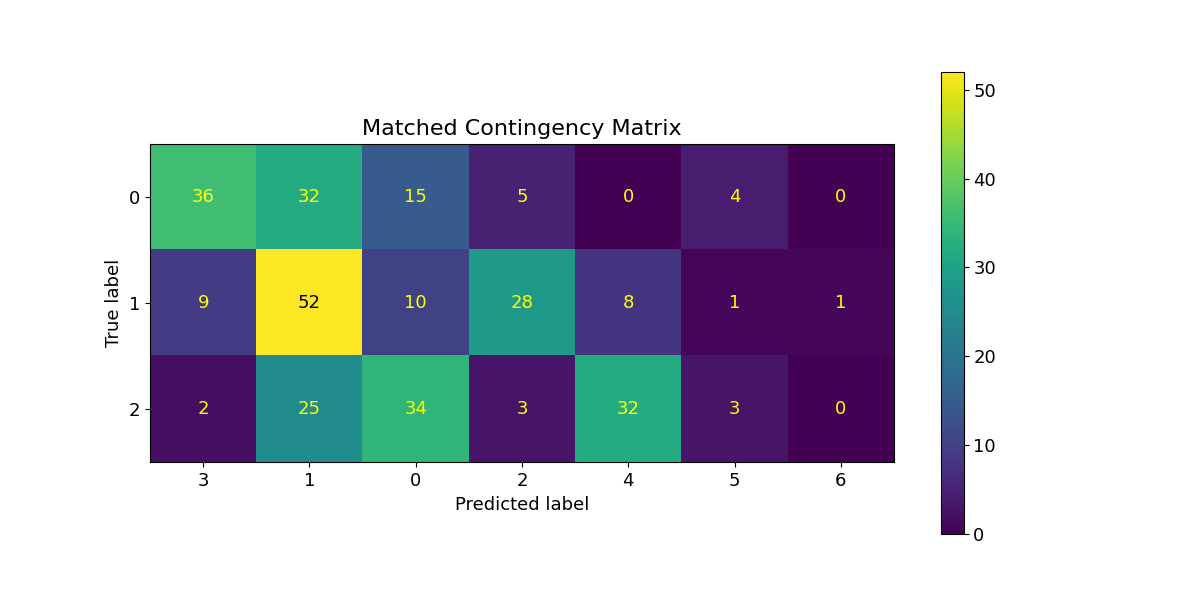 Matched Contingency Matrix
50
40
30
20
10
0
True label
0
36 32 15 5 0 4 0
1
9 52 10 28 8 1 1
2
2 25 34 3 32 3 0
3 1 0 2 4 5 6
Predicted label